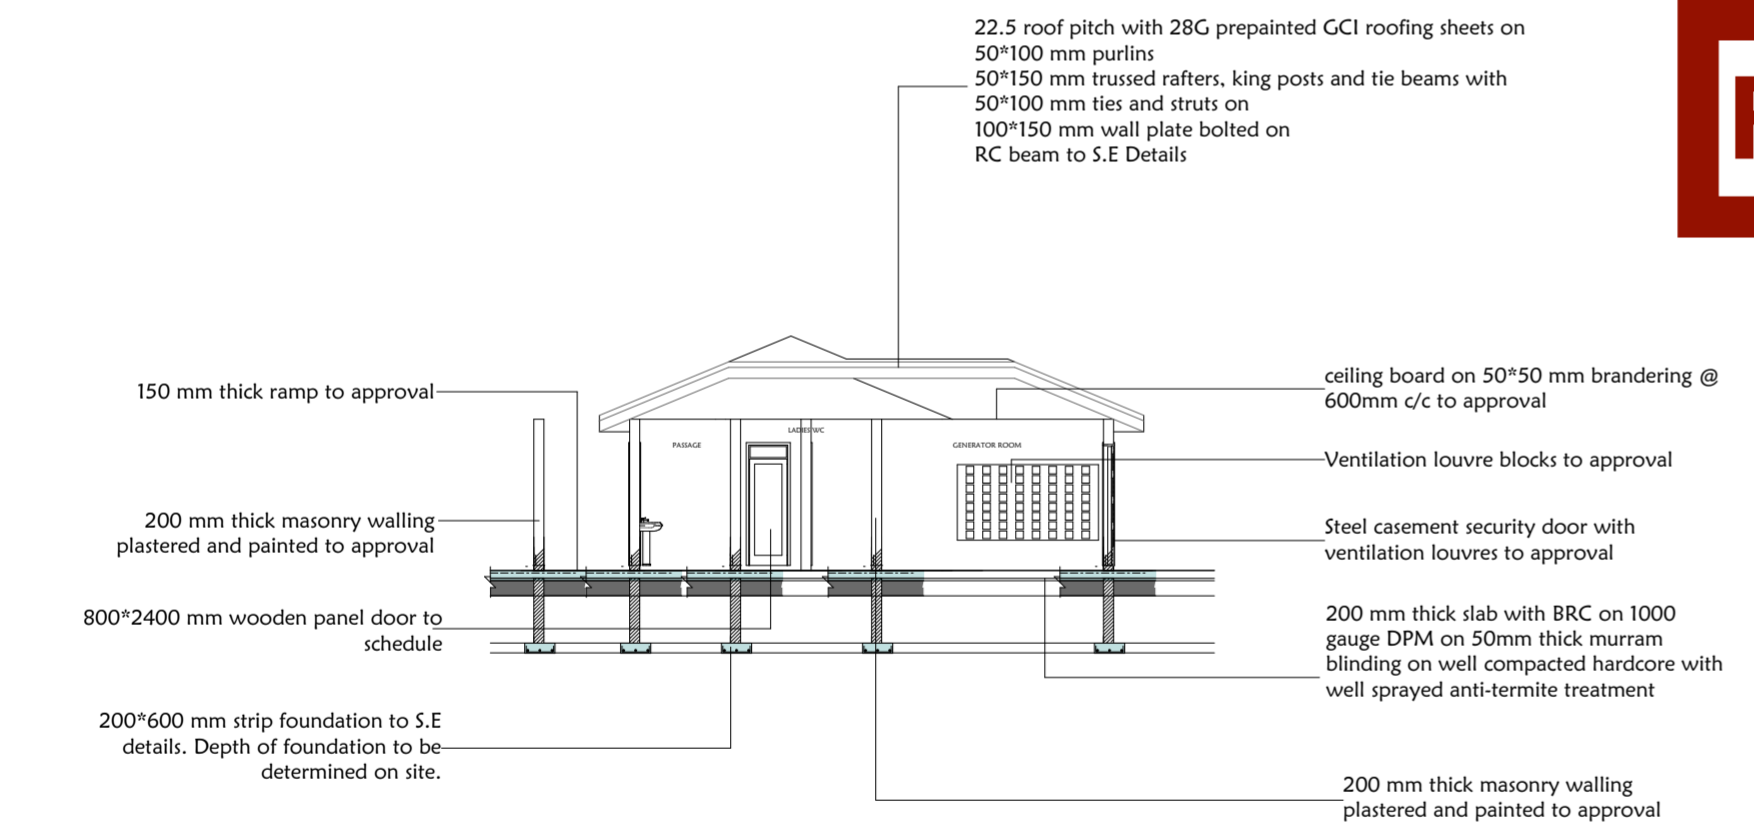 22.5 roof pitch with 28G prepainted GCI roofing sheets on
50*100 mm purlins
50*150 mm trussed rafters, king posts and tie beams with
50*100 mm ties and struts on
100*150 mm wall plate bolted on
RC beam to S.E Details
150 mm thick ramp to approval
ceiling board on 50*50 mm brandering @
600mm c/c to approval
LADIES WC
PASSAGE
GENERATOR ROOM
Ventilation louvre blocks to approval
200 mm thick masonry walling
plastered and painted to approval
Steel casement security door with
ventilation louvres to approval
800*2400 mm wooden panel door to
schedule
200 mm thick slab with BRC on 1000
gauge DPM on 50mm thick murram
blinding on well compacted hardcore with
well sprayed anti-termite treatment
200*600 mm strip foundation to S.E
details. Depth of foundation to be
determined on site.
200 mm thick masonry walling
plastered and painted to approval